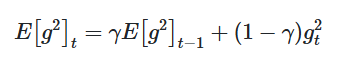 E[g²]ₜ = γE[g²]ₜ₋₁ + (1 − γ)gₜ²